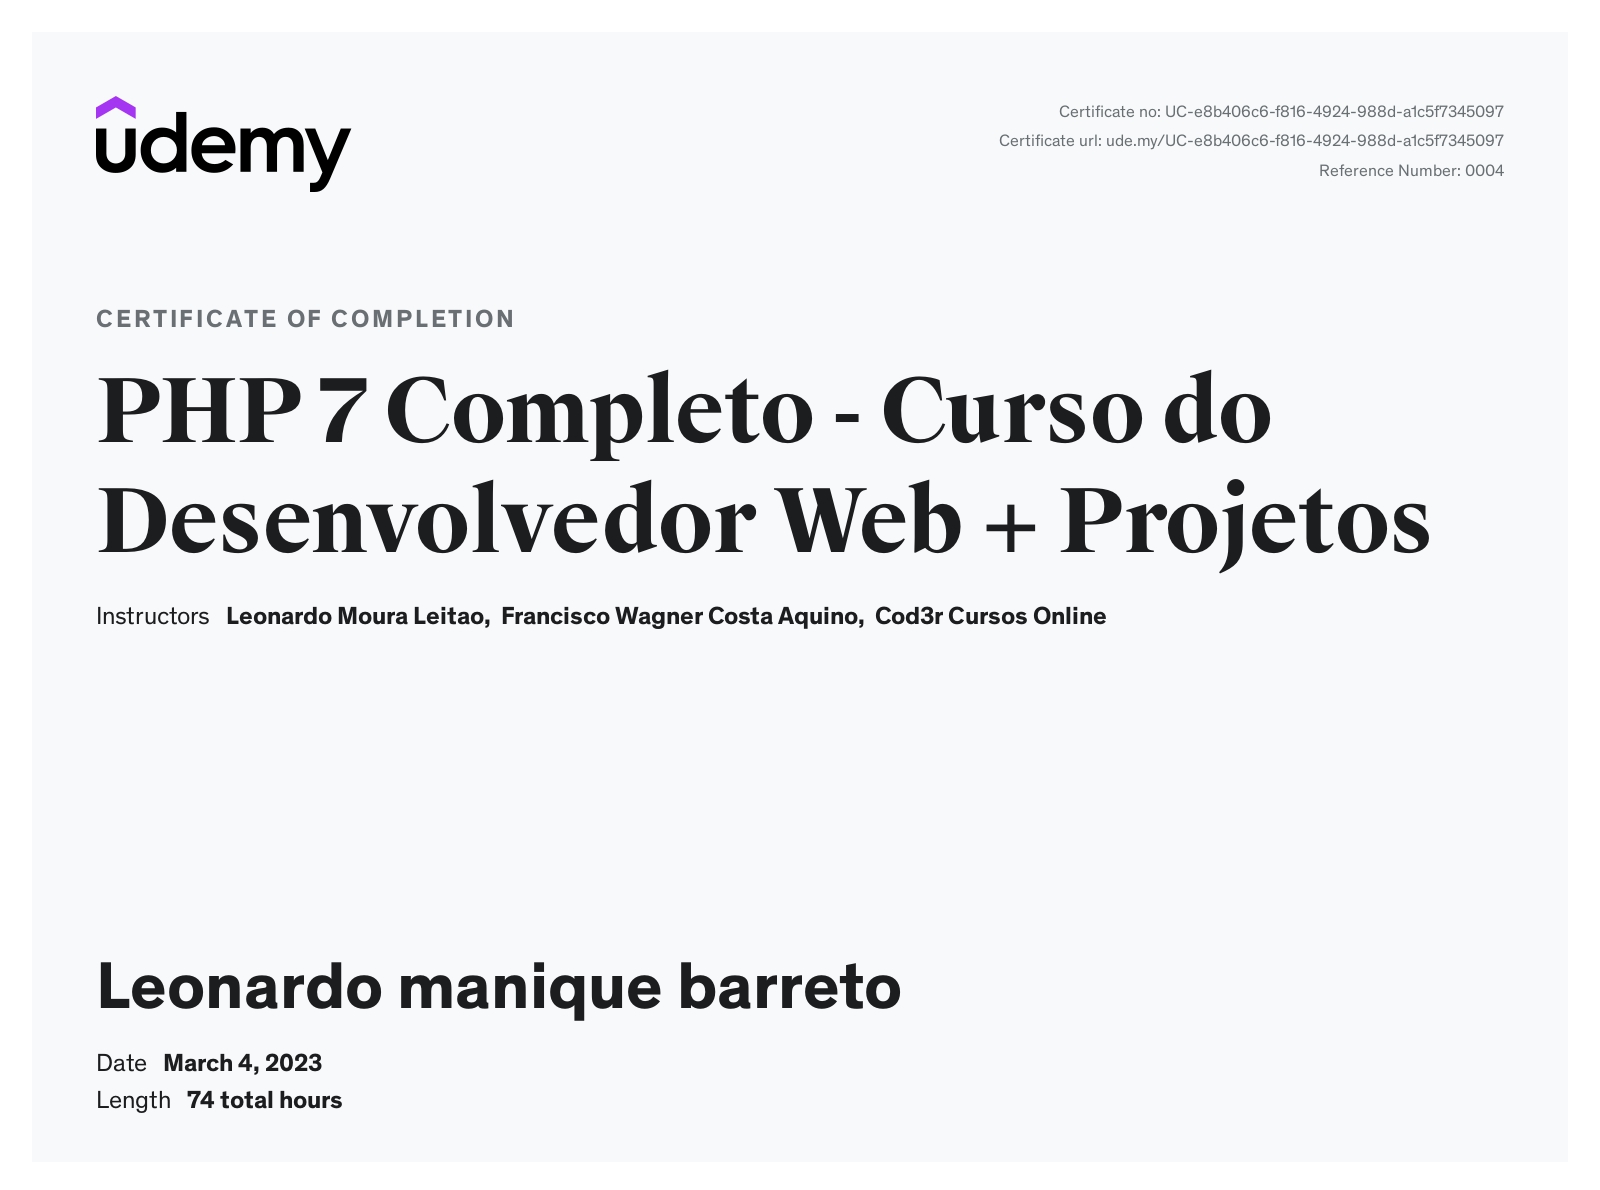 udemy
Certificate no: UC-e8b406c6-f816-4924-988d-a1c5f7345097
Certificate url: ude.my/UC-e8b406c6-f816-4924-988d-a1c5f7345097
Reference Number: 0004
CERTIFICATE OF COMPLETION
PHP 7 Completo - Curso do
Desenvolvedor Web + Projetos
Instructors Leonardo Moura Leitao, Francisco Wagner Costa Aquino, Cod3r Cursos Online
Leonardo manique barreto
Date March 4, 2023
Length 74 total hours